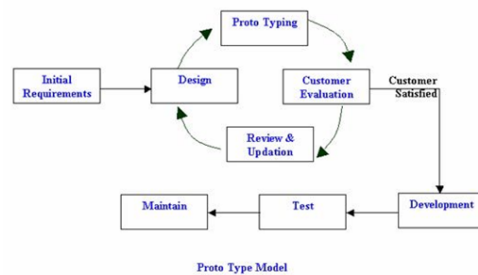 Proto Typing
Initial
Requirements
Design
Customer
Evaluation
Customer
Satisfied
Review &
Updation
Maintain
Test
Development
Proto Type Model